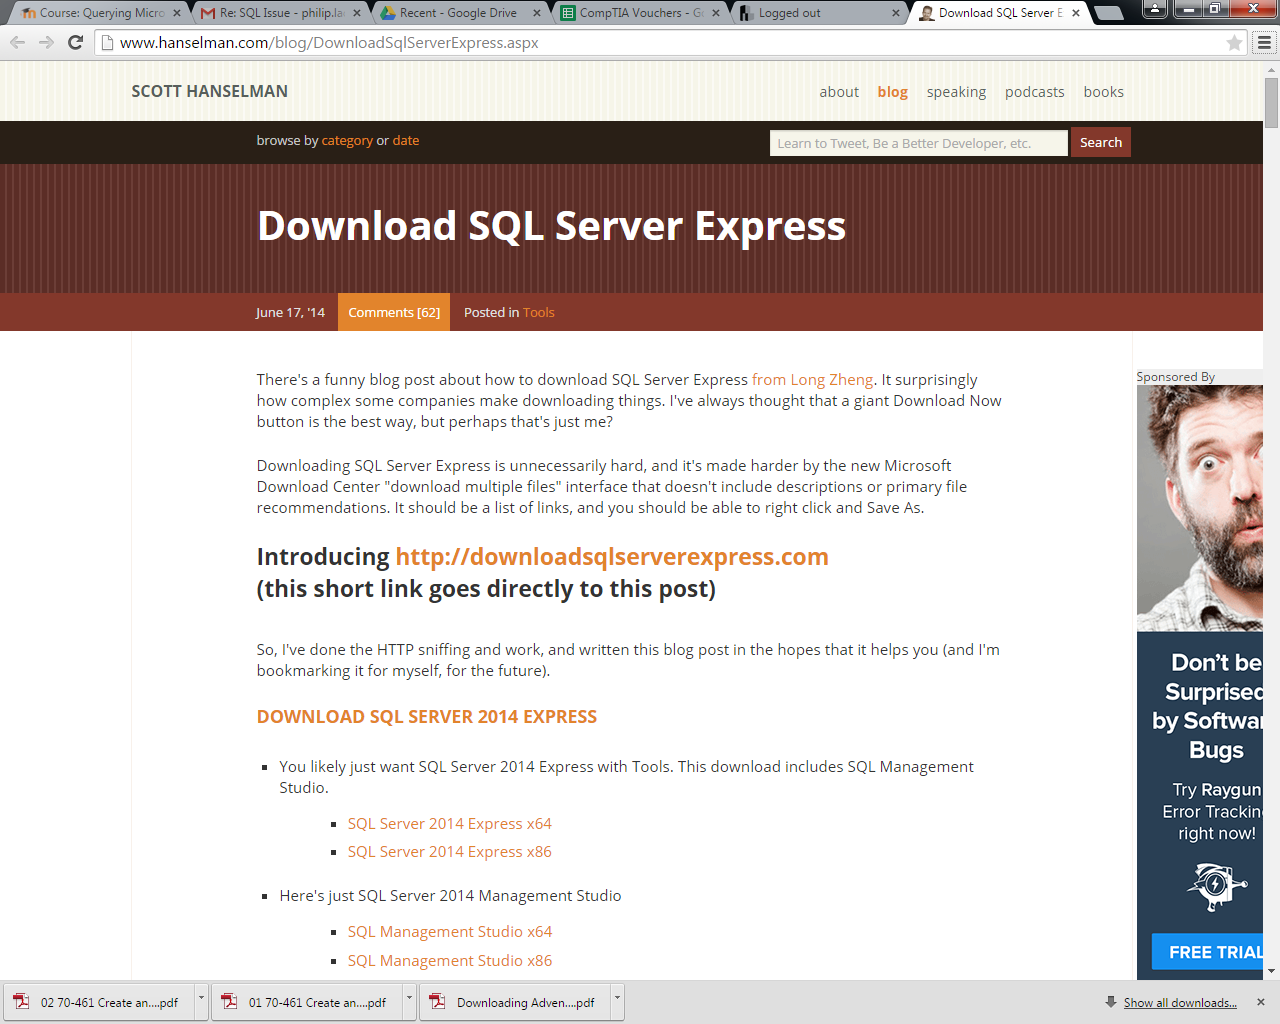 Course: Querying Micro
Re: SQL Issue - philip.la
Recent - Google Drive
CompTIA Vouchers - Go
Logged out
Download SQL Server E
www.hanselman.com/blog/DownloadSqlServerExpress.aspx
SCOTT HANSELMAN
about blog speaking podcasts books
browse by category or date
Learn to Tweet, Be a Better Developer, etc.
Search
Download SQL Server Express
June 17, '14 Comments [62] Posted in Tools
There's a funny blog post about how to download SQL Server Express from Long Zheng. It surprisingly
how complex some companies make downloading things. I've always thought that a giant Download Now
button is the best way, but perhaps that's just me?
Downloading SQL Server Express is unnecessarily hard, and it's made harder by the new Microsoft
Download Center "download multiple files" interface that doesn't include descriptions or primary file
recommendations. It should be a list of links, and you should be able to right click and Save As.
Introducing http://downloadsqlserverexpress.com
(this short link goes directly to this post)
So, I've done the HTTP sniffing and work, and written this blog post in the hopes that it helps you (and I'm
bookmarking it for myself, for the future).
DOWNLOAD SQL SERVER 2014 EXPRESS
You likely just want SQL Server 2014 Express with Tools. This download includes SQL Management
Studio.
SQL Server 2014 Express x64
SQL Server 2014 Express x86
Here's just SQL Server 2014 Management Studio
SQL Management Studio x64
SQL Management Studio x86
Sponsored By
Don't be
Surprised
by Softwar
Bugs
Try Raygun
Error Tracking
right now!
FREE TRIAL
02 70-461 Create an....pdf
01 70-461 Create an....pdf
Downloading Adven....pdf
Show all downloads...